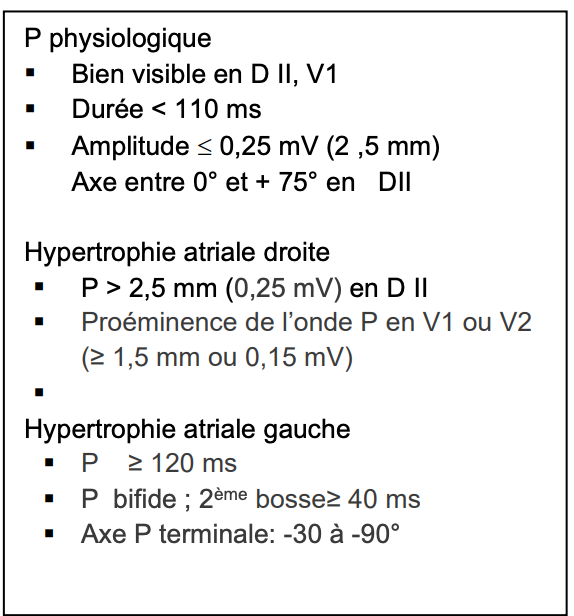 P physiologique
▪ Bien visible en D II, V1
▪ Durée < 110 ms
▪ Amplitude ≤ 0,25 mV (2 ,5 mm)
Axe entre 0° et + 75° en DII
Hypertrophie atriale droite
▪ P > 2,5 mm (0,25 mV) en D II
▪ Proéminence de l’onde P en V1 ou V2
(≥ 1,5 mm ou 0,15 mV)
▪
Hypertrophie atriale gauche
▪ P ≥ 120 ms
▪ P bifide ; 2ème bosse≥ 40 ms
▪ Axe P terminale: -30 à -90°